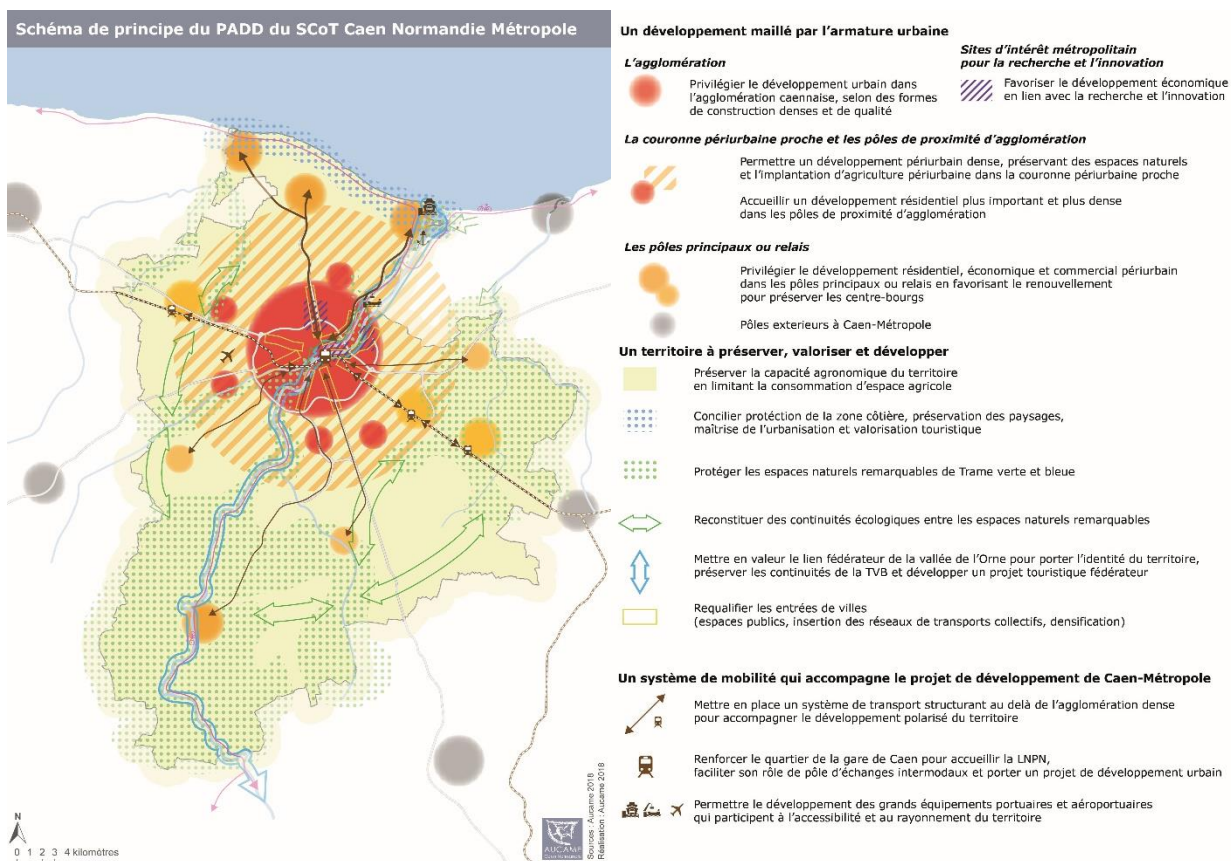 Schéma de principe du PADD du SCoT Caen Normandie Métropole
N
0 1 2 3 4 kilomètres
AUCAME
Sources : Aucame 2018
Réalisation : Aucame 2018
Un développement maillé par l'armature urbaine
L'agglomération
Privilégier le développement urbain dans
l'agglomération caennaise, selon des formes
de construction denses et de qualité
Sites d'intérêt métropolitain
pour la recherche et l'innovation
Favoriser le développement économique
en lien avec la recherche et l'innovation
La couronne périurbaine proche et les pôles de proximité d'agglomération
Permettre un développement périurbain dense, préservant des espaces naturels
et l'implantation d'agriculture périurbaine dans la couronne périurbaine proche
Accueillir un développement résidentiel plus important et plus dense
dans les pôles de proximité d'agglomération
Les pôles principaux ou relais
Privilégier le développement résidentiel, économique et commercial périurbain
dans les pôles principaux ou relais en favorisant le renouvellement
pour préserver les centre-bourgs
Pôles exterieurs à Caen-Métropole
Un territoire à préserver, valoriser et développer
Préserver la capacité agronomique du territoire
en limitant la consommation d'espace agricole
Concilier protéction de la zone côtière, préservation des paysages,
maîtrise de l'urbanisation et valorisation touristique
Protéger les espaces naturels remarquables de Trame verte et bleue
Reconstituer des continuités écologiques entre les espaces naturels remarquables
Mettre en valeur le lien fédérateur de la vallée de l'Orne pour porter l'identité du territoire,
préserver les continuités de la TVB et développer un projet touristique fédérateur
Requalifier les entrées de villes
(espaces publics, insertion des réseaux de transports collectifs, densification)
Un système de mobilité qui accompagne le projet de développement de Caen-Métropole
Mettre en place un système de transport structurant au delà de l'agglomération dense
pour accompagner le développement polarisé du territoire
Renforcer le quartier de la gare de Caen pour accueillir la LNPN,
faciliter son rôle de pôle d'échanges intermodaux et porter un projet de développement urbain
Permettre le développement des grands équipements portuaires et aéroportuaires
qui participent à l'accessibilité et au rayonnement du territoire